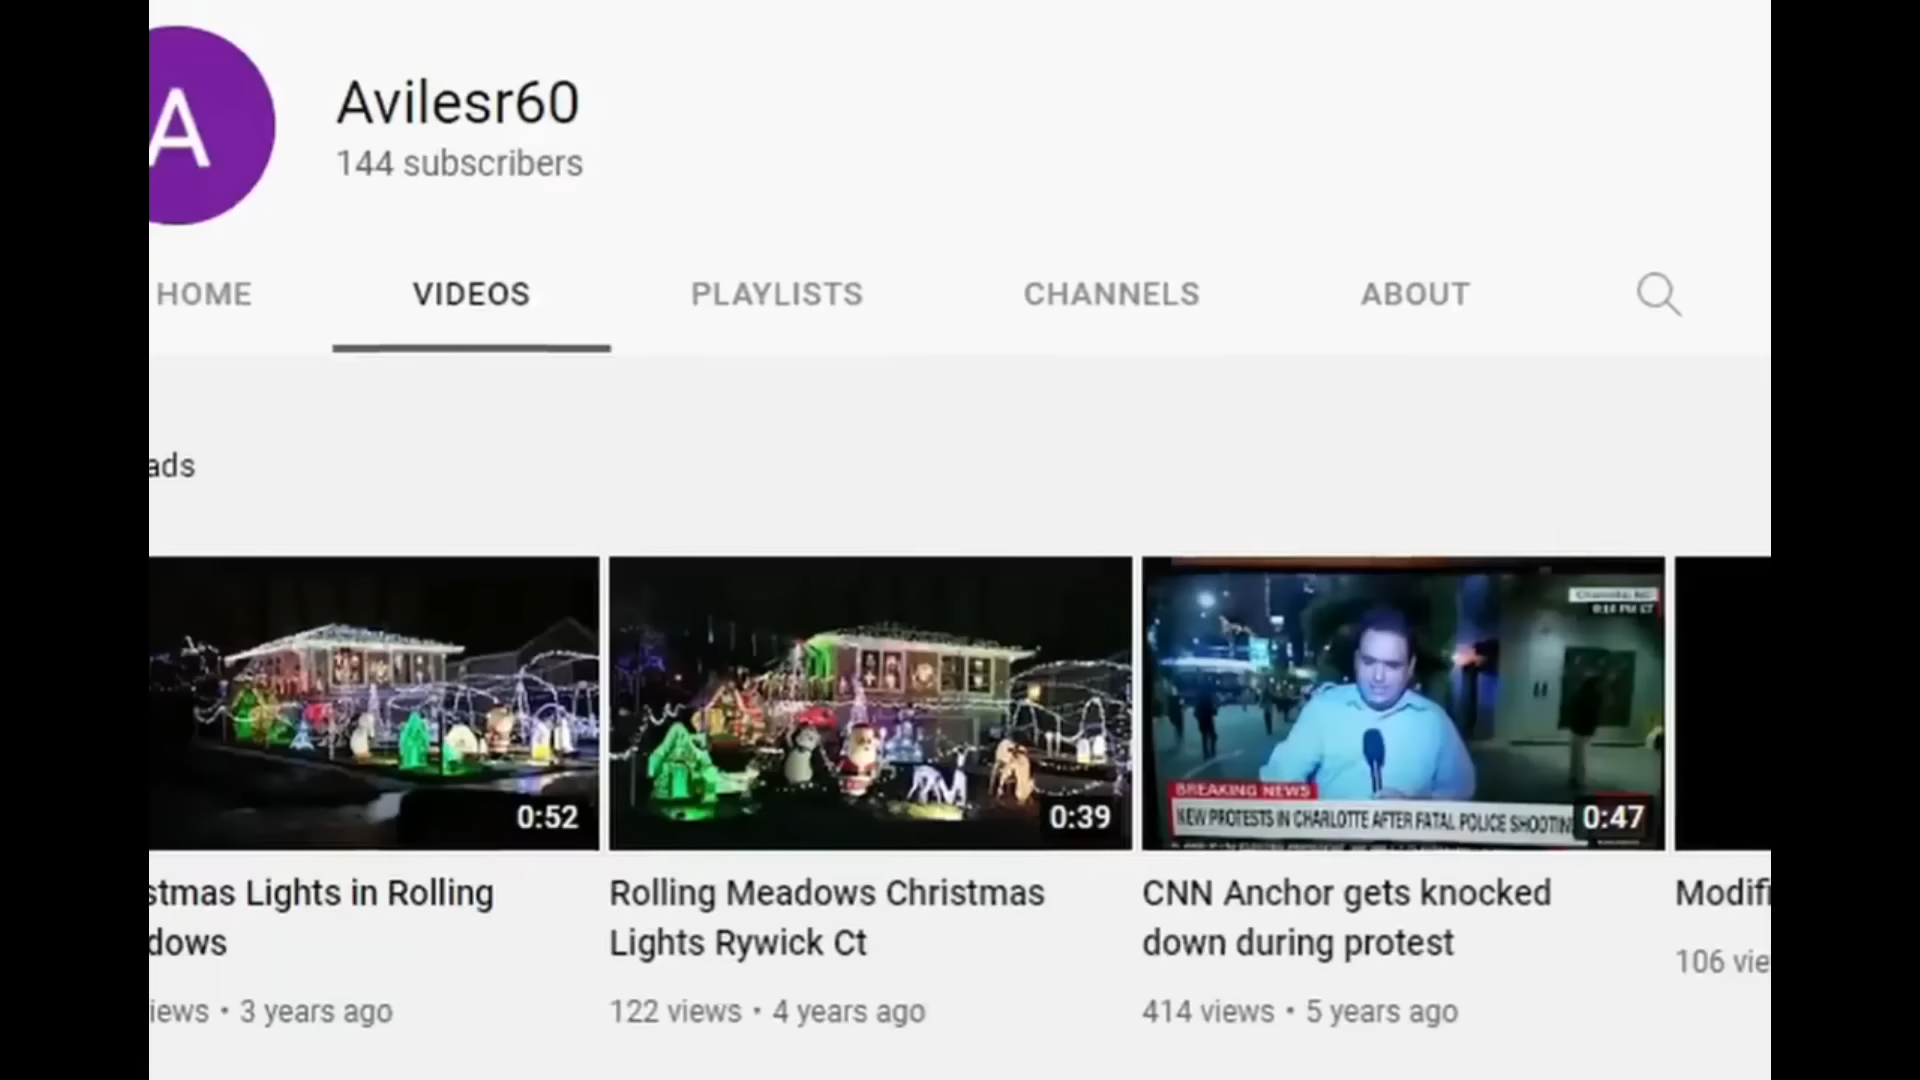 A
Avilesr60
144 subscribers
HOME VIDEOS PLAYLISTS CHANNELS ABOUT
ads
0:52
0:39
BREAKING NEWS
NEW PROTESTS IN CHARLOTTE AFTER FATAL POLICE SHOOTIN
0:47
stmas Lights in Rolling
dows
iews • 3 years ago
Rolling Meadows Christmas
Lights Rywick Ct
122 views • 4 years ago
CNN Anchor gets knocked
down during protest
414 views • 5 years ago
Modifi
106 vie